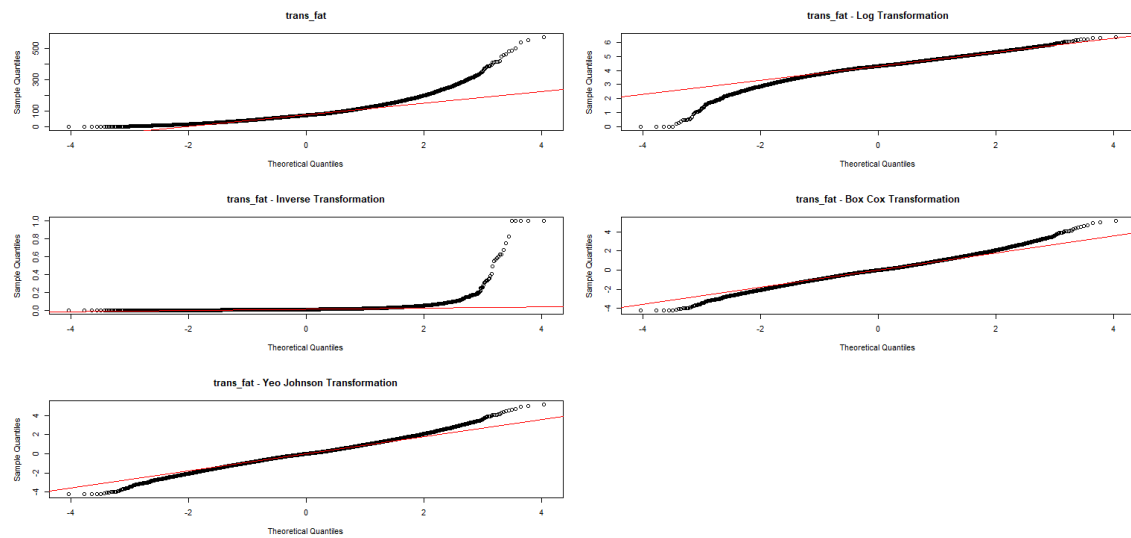 trans_fat
Sample Quantiles
0 100 300 500
-4 -2 0 2 4
Theoretical Quantiles
trans_fat - Log Transformation
Sample Quantiles
0 1 2 3 4 5 6
-4 -2 0 2 4
Theoretical Quantiles
trans_fat - Inverse Transformation
Sample Quantiles
0.0 0.2 0.4 0.6 0.8 1.0
-4 -2 0 2 4
Theoretical Quantiles
trans_fat - Box Cox Transformation
Sample Quantiles
-4 -2 0 2 4
-4 -2 0 2 4
Theoretical Quantiles
trans_fat - Yeo Johnson Transformation
Sample Quantiles
-4 -2 0 2 4
-4 -2 0 2 4
Theoretical Quantiles